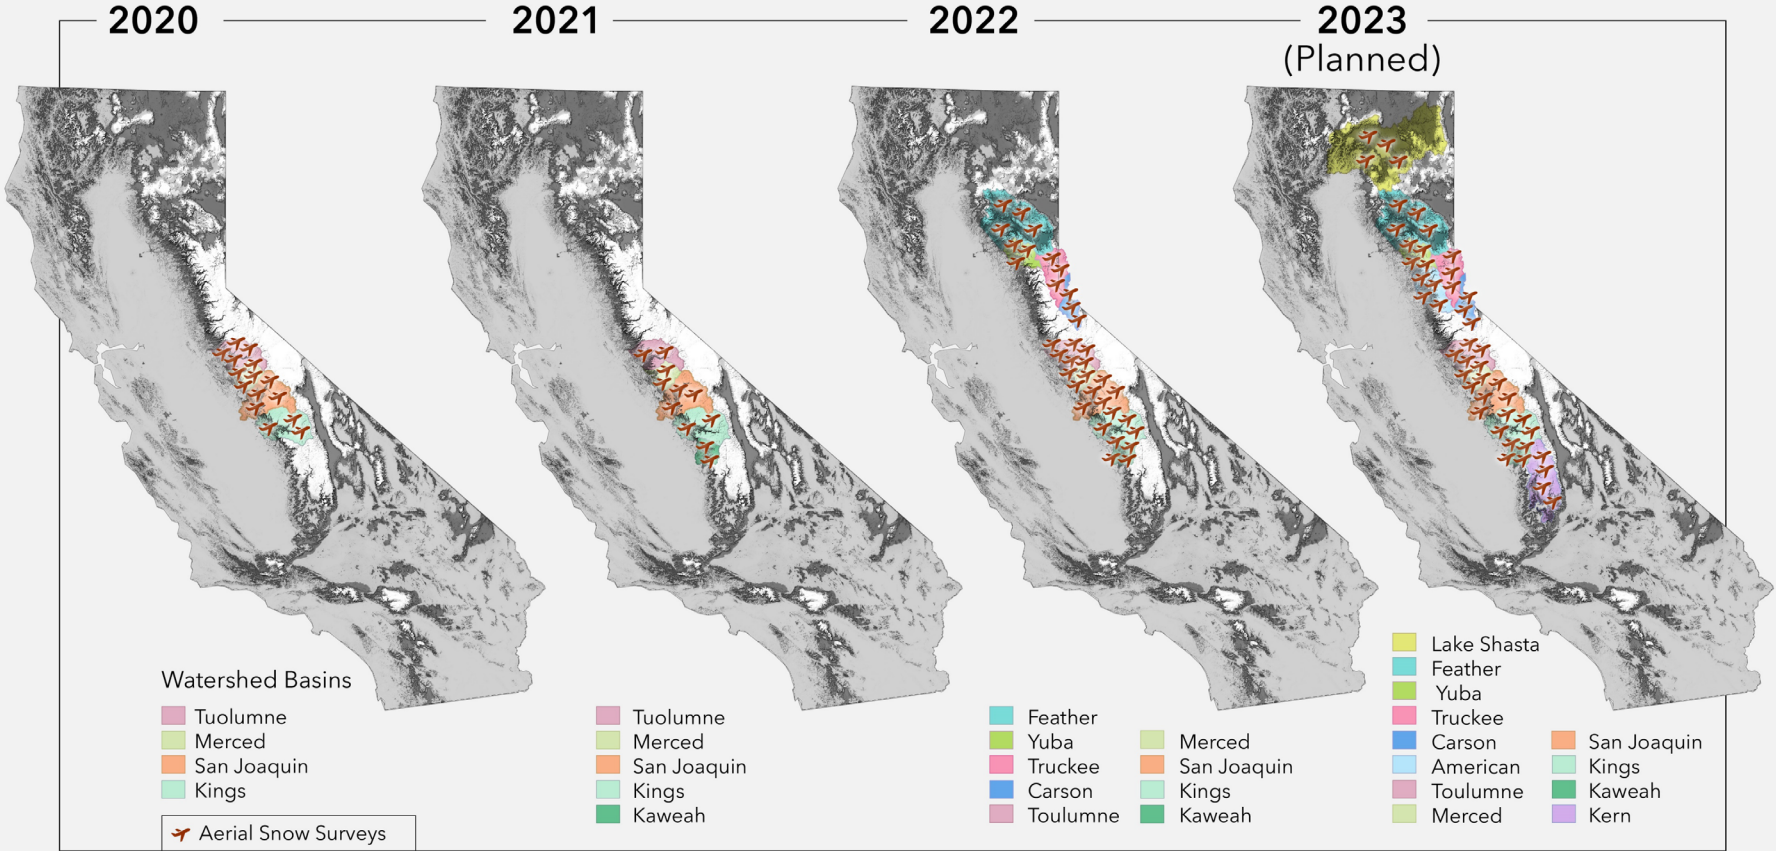 2020
2021
2022
2023
(Planned)
Watershed Basins
Tuolumne
Merced
San Joaquin
Kings
Aerial Snow Surveys
Tuolumne
Merced
San Joaquin
Kings
Kaweah
Feather
Yuba
Truckee
Carson
Toulumne
Merced
San Joaquin
Kings
Kaweah
Lake Shasta
Feather
Yuba
Truckee
Carson
American
Toulumne
Merced
San Joaquin
Kings
Kaweah
Kern